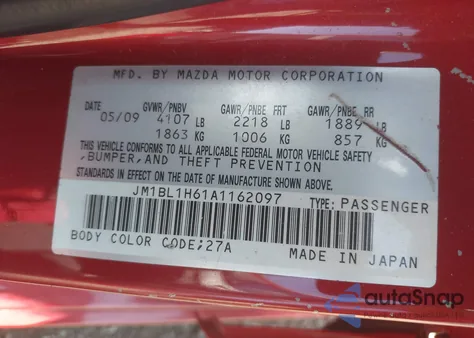 MFD. BY MAZDA MOTOR CORPORATION
DATE GVWR/PNBV GAWR/PNBE FRT GAWR/PNBE RR
05/09 4107 LB 2218 LB 1889 LB
1863 KG 1006 KG 857 KG
THIS VEHICLE CONFORMS TO ALL APPLICABLE FEDERAL MOTOR VEHICLE SAFETY
,BUMPER,AND THEFT PREVENTION
STANDARDS IN EFFECT ON THE DATE OF MANUFACTURE SHOWN ABOVE.
JM1BL1H61A1162097 TYPE: PASSENGER
BODY COLOR CODE;27A
MADE IN JAPAN
autoSnap